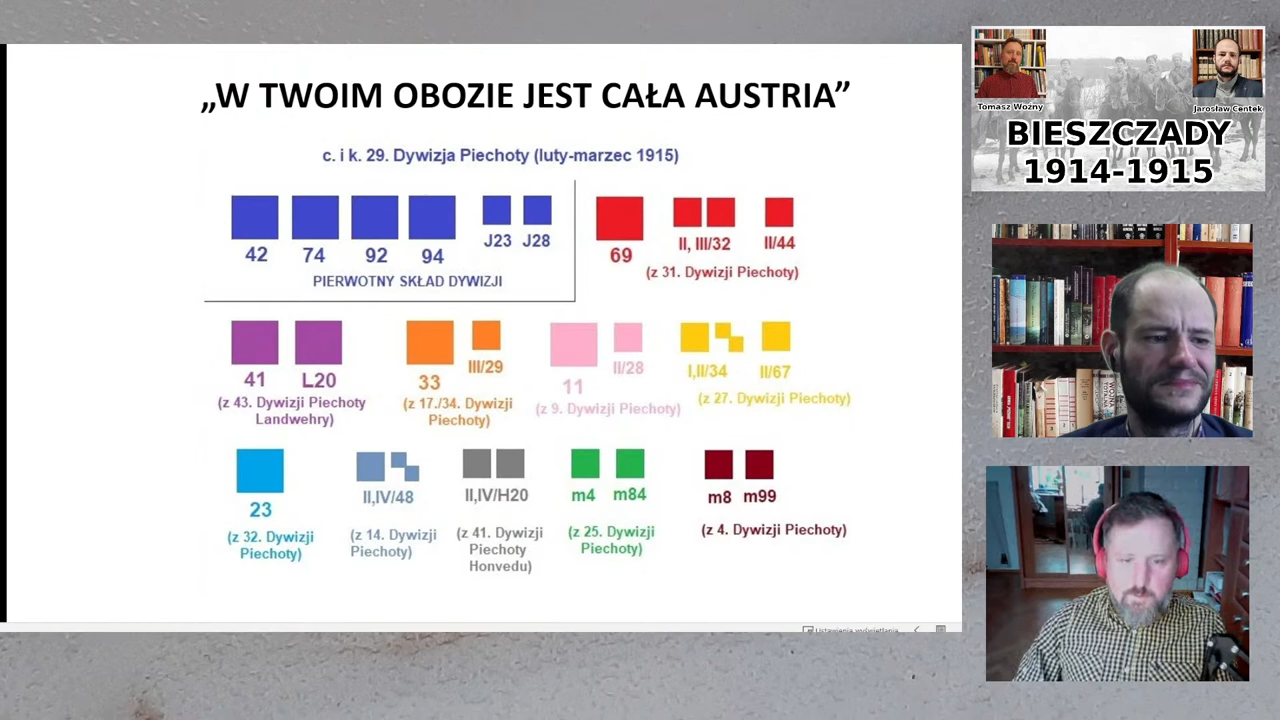 „W TWOIM OBOZIE JEST CAŁA AUSTRIA”
c. i k. 29. Dywizja Piechoty (luty-marzec 1915)
42 74 92 94 J23 J28
PIERWOTNY SKŁAD DYWIZJI
69 II, III/32 II/44
(z 31. Dywizji Piechoty)
41 L20
(z 43. Dywizji Piechoty
Landwehry)
33 III/29
(z 17./34. Dywizji
Piechoty)
11 II/28
(z 9. Dywizji Piechoty)
I,II/34 II/67
(z 27. Dywizji Piechoty)
23
(z 32. Dywizji
Piechoty)
II,IV/48
(z 14. Dywizji
Piechoty)
II,IV/H20
(z 41. Dywizji
Piechoty
Honvedu)
m4 m84
(z 25. Dywizji
Piechoty)
m8 m99
(z 4. Dywizji Piechoty)
Ustawienia wyświetlania
Tomasz Woźny
Jarosław Centek
BIESZCZADY
1914-1915